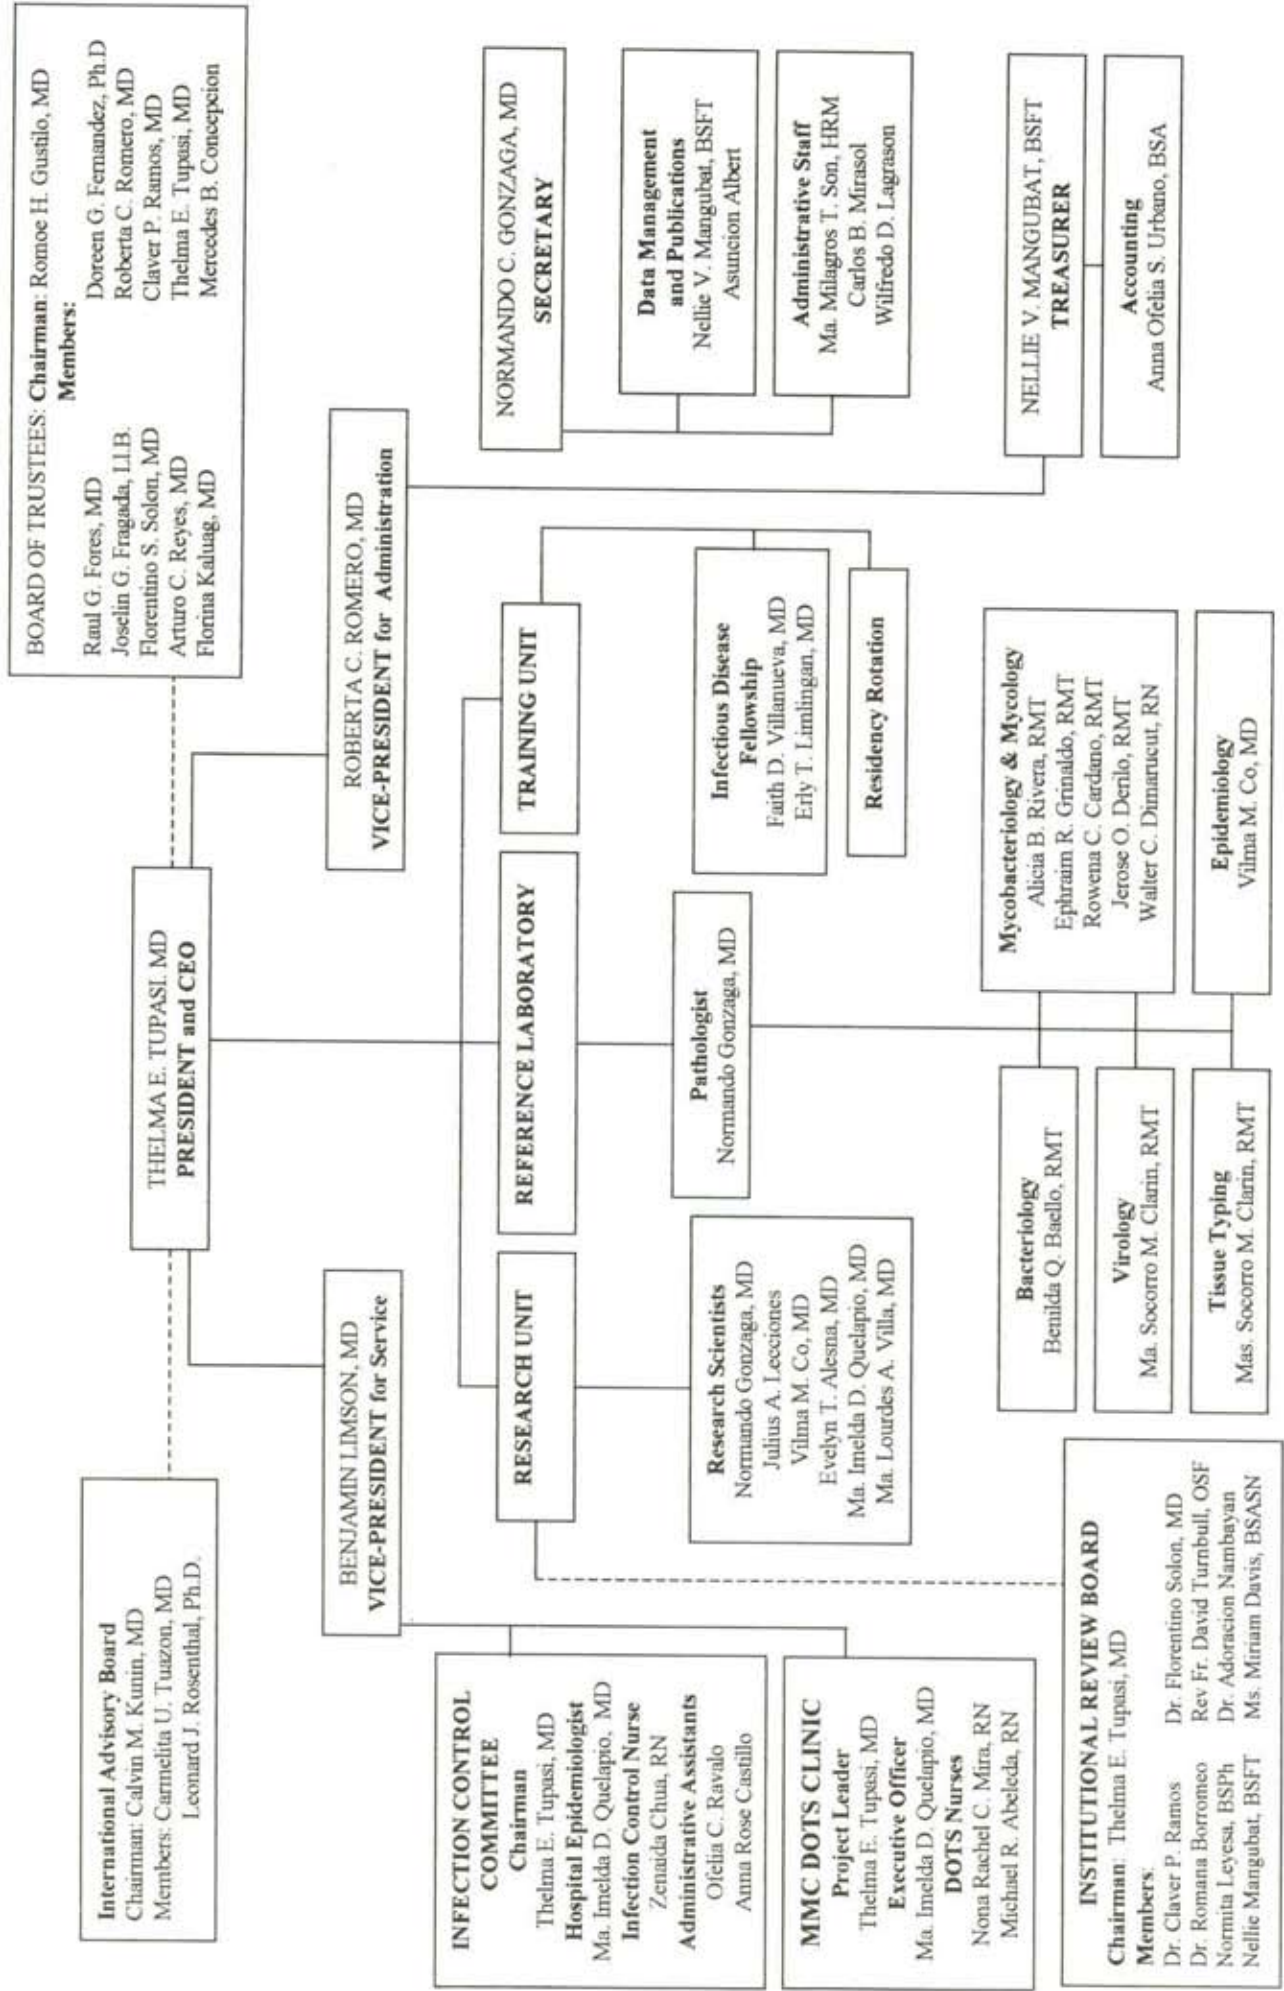 BOARD OF TRUSTEES: Chairman: Romoe H. Gustilo, MD
Members:
Raul G. Fores, MD
Joselin G. Fragada, Ll.B.
Florentino S. Solon, MD
Arturo C. Reyes, MD
Florina Kaluag, MD
Doreen G. Fernandez, Ph.D
Roberta C. Romero, MD
Claver P. Ramos, MD
Thelma E. Tupasi, MD
Mercedes B. Concepcion
International Advisory Board
Chairman: Calvin M. Kunin, MD
Members: Carmelita U. Tuazon, MD
Leonard J. Rosenthal, Ph.D.
THELMA E. TUPASI. MD
PRESIDENT and CEO
BENJAMIN LIMSON, MD
VICE-PRESIDENT for Service
ROBERTA C. ROMERO, MD
VICE-PRESIDENT for Administration
INFECTION CONTROL
COMMITTEE
Chairman
Thelma E. Tupasi, MD
Hospital Epidemiologist
Ma. Imelda D. Quelapio. MD
Infection Control Nurse
Zenaida Chua, RN
Administrative Assistants
Ofelia C. Ravalo
Anna Rose Castillo
MMC DOTS CLINIC
Project Leader
Thelma E. Tupasi, MD
Executive Officer
Ma. Imelda D. Quelapio, MD
DOTS Nurses
Nona Rachel C. Mira, RN
Michael R. Abeleda, RN
RESEARCH UNIT
REFERENCE LABORATORY
TRAINING UNIT
Research Scientists
Normando Gonzaga, MD
Julius A. Lecciones
Vilma M. Co, MD
Evelyn T. Alesna, MD
Ma. Imelda D. Quelapio, MD
Ma. Lourdes A. Villa, MD
Pathologist
Normando Gonzaga, MD
Infectious Disease
Fellowship
Faith D. Villanueva, MD
Erly T. Limlingan, MD
Residency Rotation
NORMANDO C. GONZAGA, MD
SECRETARY
Data Management
and Publications
Nellie V. Mangubat, BSFT
Asuncion Albert
Administrative Staff
Ma. Milagros T. Son, HRM
Carlos B. Mirasol
Wilfredo D. Lagrason
NELLIE V. MANGUBAT, BSFT
TREASURER
Accounting
Anna Ofelia S. Urbano, BSA
Bacteriology
Benilda Q. Baello, RMT
Virology
Ma. Socorro M. Clarin, RMT
Tissue Typing
Mas. Socorro M. Clarin, RMT
Mycobacteriology & Mycology
Alicia B. Rivera, RMT
Ephraim R. Grinaldo, RMT
Rowena C. Cardano, RMT
Jerose O. Derilo, RMT
Walter C. Dimarucut, RN
Epidemiology
Vilma M. Co, MD
INSTITUTIONAL REVIEW BOARD
Chairman: Thelma E. Tupasi, MD
Members:
Dr. Claver P. Ramos
Dr. Romana Borromeo
Normita Leyesa, BSPh
Nellie Mangubat, BSFT
Dr. Florentino Solon, MD
Rev Fr. David Turnbull, OSF
Dr. Adoracion Nambayan
Ms. Miriam Davis, BSASN